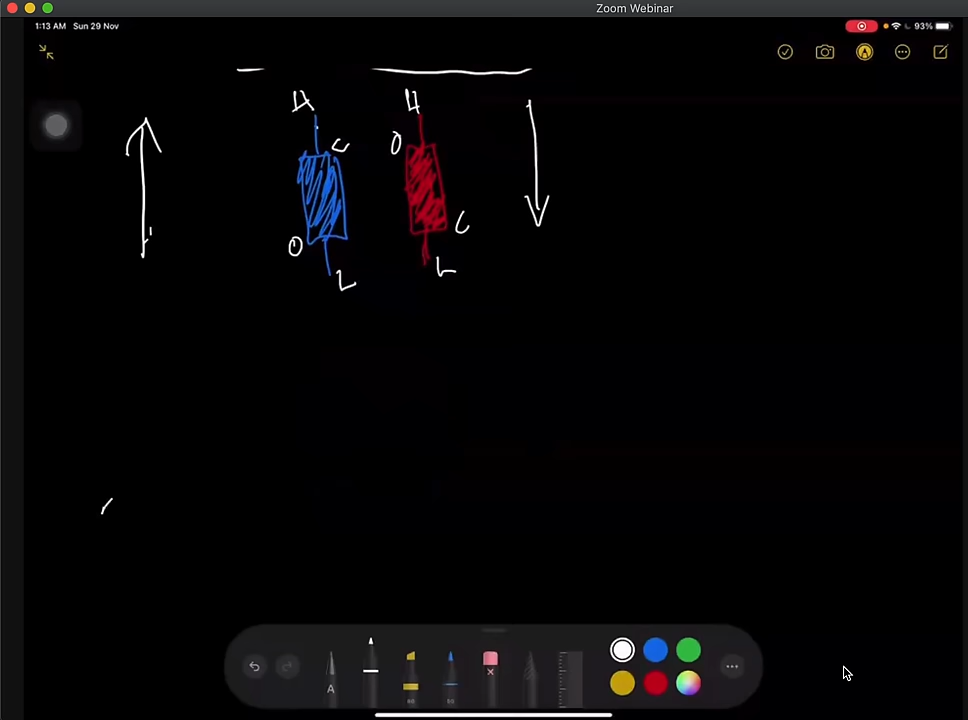 Zoom Webinar
1:13 AM Sun 29 Nov
93%
H H
C O
O C
L L
A